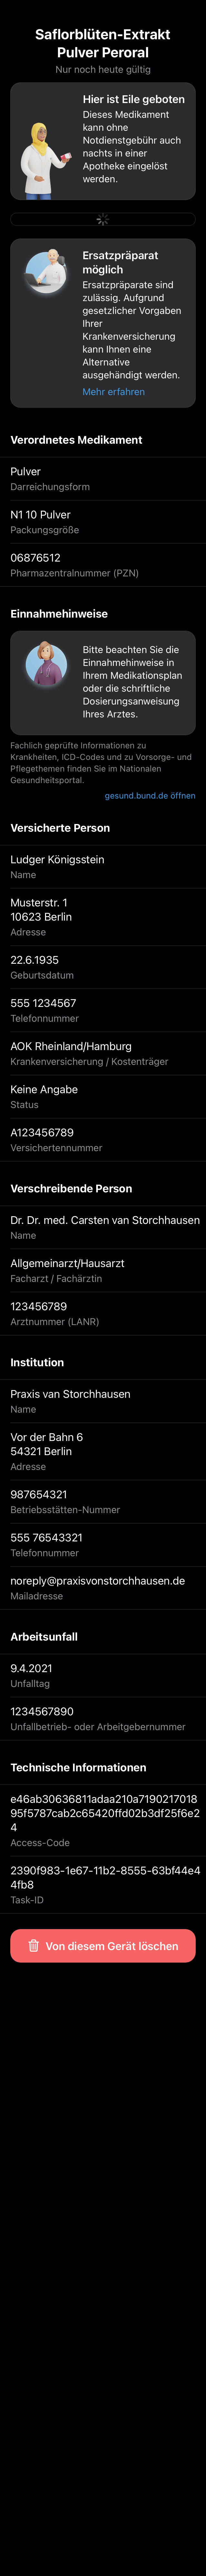 Saflorblüten-Extrakt
Pulver Peroral
Nur noch heute gültig
Hier ist Eile geboten
Dieses Medikament
kann ohne
Notdienstgebühr auch
nachts in einer
Apotheke eingelöst
werden.
Ersatzpräparat
möglich
Ersatzpräparate sind
zulässig. Aufgrund
gesetzlicher Vorgaben
Ihrer
Krankenversicherung
kann Ihnen eine
Alternative
ausgehändigt werden.
Mehr erfahren
Verordnetes Medikament
Pulver
Darreichungsform
N1 10 Pulver
Packungsgröße
06876512
Pharmazentralnummer (PZN)
Einnahmehinweise
Bitte beachten Sie die
Einnahmehinweise in
Ihrem Medikationsplan
oder die schriftliche
Dosierungsanweisung
Ihres Arztes.
Fachlich geprüfte Informationen zu
Krankheiten, ICD-Codes und zu Vorsorge- und
Pflegethemen finden Sie im Nationalen
Gesundheitsportal.
gesund.bund.de öffnen
Versicherte Person
Ludger Königsstein
Name
Musterstr. 1
10623 Berlin
Adresse
22.6.1935
Geburtsdatum
555 1234567
Telefonnummer
AOK Rheinland/Hamburg
Krankenversicherung / Kostenträger
Keine Angabe
Status
A123456789
Versichertennummer
Verschreibende Person
Dr. Dr. med. Carsten van Storchhausen
Name
Allgemeinarzt/Hausarzt
Facharzt / Fachärztin
123456789
Arztnummer (LANR)
Institution
Praxis van Storchhausen
Name
Vor der Bahn 6
54321 Berlin
Adresse
987654321
Betriebsstätten-Nummer
555 76543321
Telefonnummer
noreply@praxisvonstorchhausen.de
Mailadresse
Arbeitsunfall
9.4.2021
Unfalltag
1234567890
Unfallbetrieb- oder Arbeitgebernummer
Technische Informationen
e46ab30636811adaa210a7190217018
95f5787cab2c65420ffd02b3df25f6e2
4
Access-Code
2390f983-1e67-11b2-8555-63bf44e4
4fb8
Task-ID
Von diesem Gerät löschen